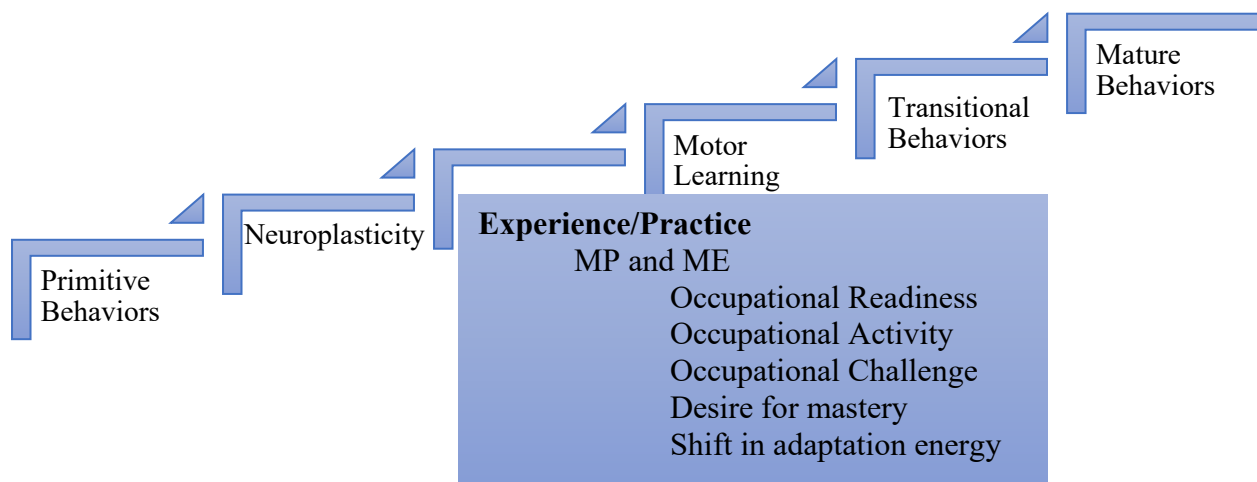 Primitive
Behaviors
Neuroplasticity
Experience/Practice
MP and ME
Occupational Readiness
Occupational Activity
Occupational Challenge
Desire for mastery
Shift in adaptation energy
Motor
Learning
Transitional
Behaviors
Mature
Behaviors